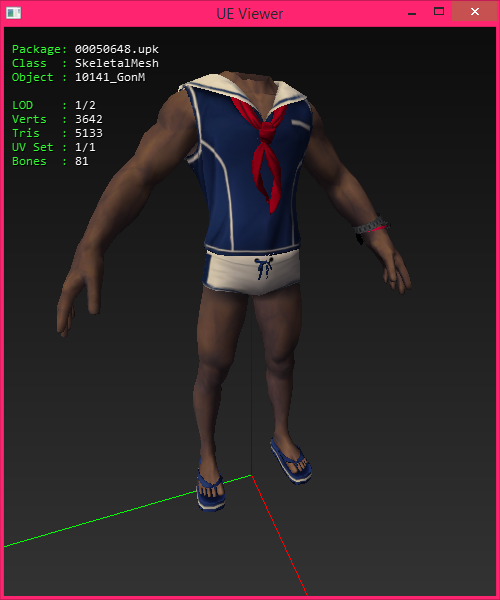 UE Viewer
Package: 00050648.upk
Class : SkeletalMesh
Object : 10141_GonM
LOD : 1/2
Verts : 3642
Tris : 5133
UV Set : 1/1
Bones : 81